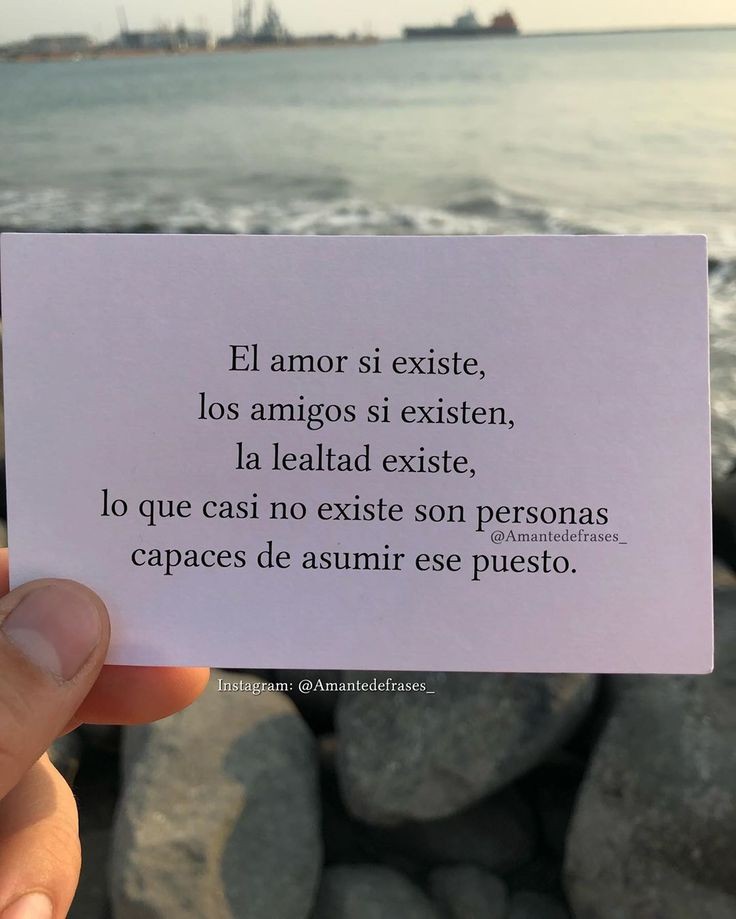 El amor si existe,
los amigos si existen,
la lealtad existe,
lo que casi no existe son personas
@Amantedefrases_
capaces de asumir ese puesto.
Instagram: @Amantedefrases_